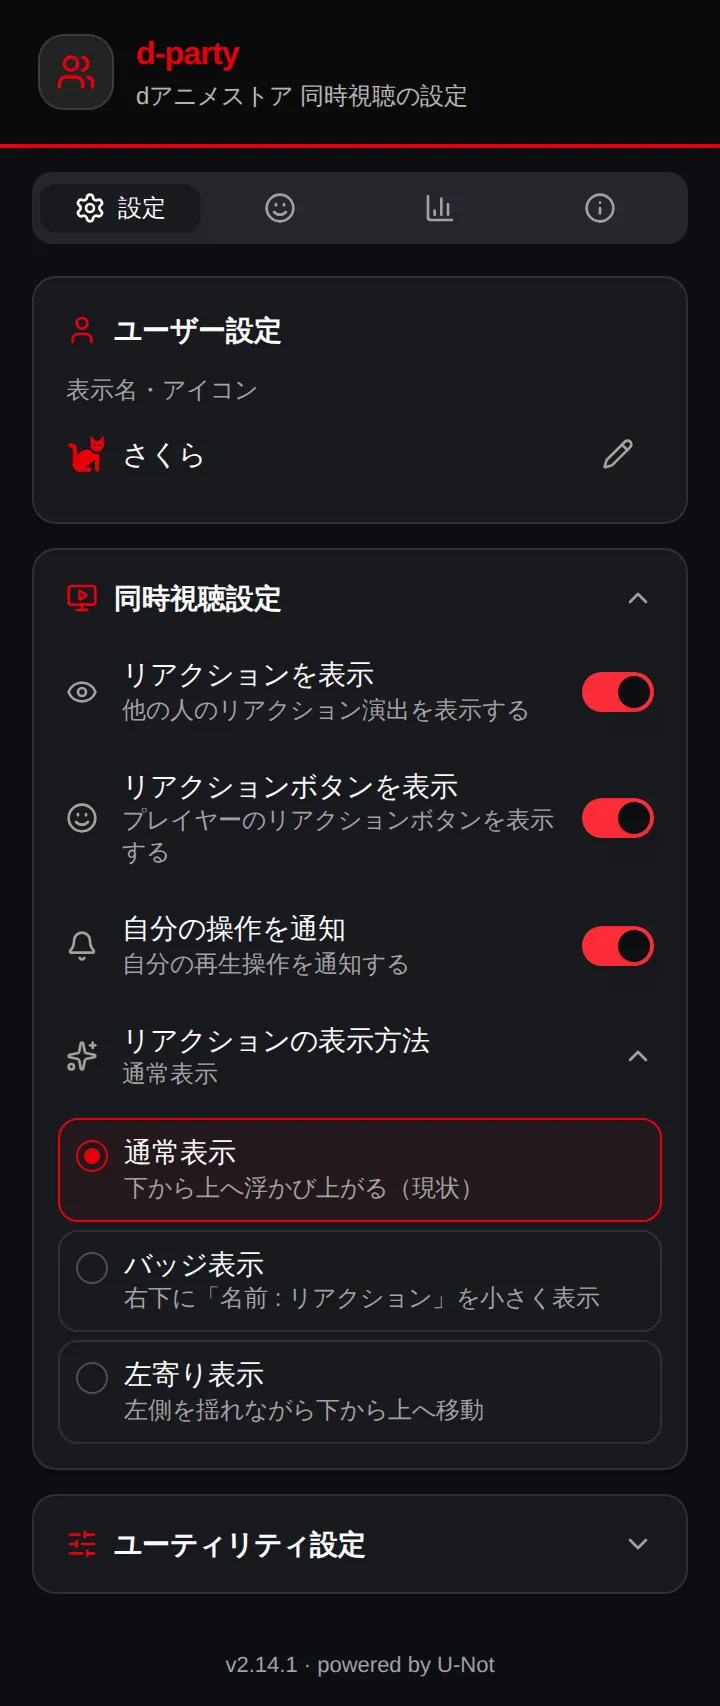 d-party
dアニメストア 同時視聴の設定
設定
ユーザー設定
表示名・アイコン
さくら
同時視聴設定
リアクションを表示
他の人のリアクション演出を表示する
リアクションボタンを表示
プレイヤーのリアクションボタンを表示
する
自分の操作を通知
自分の再生操作を通知する
リアクションの表示方法
通常表示
通常表示
下から上へ浮かび上がる（現状）
バッジ表示
右下に「名前 : リアクション」を小さく表示
左寄り表示
左側を揺れながら下から上へ移動
ユーティリティ設定
v2.14.1 · powered by U-Not